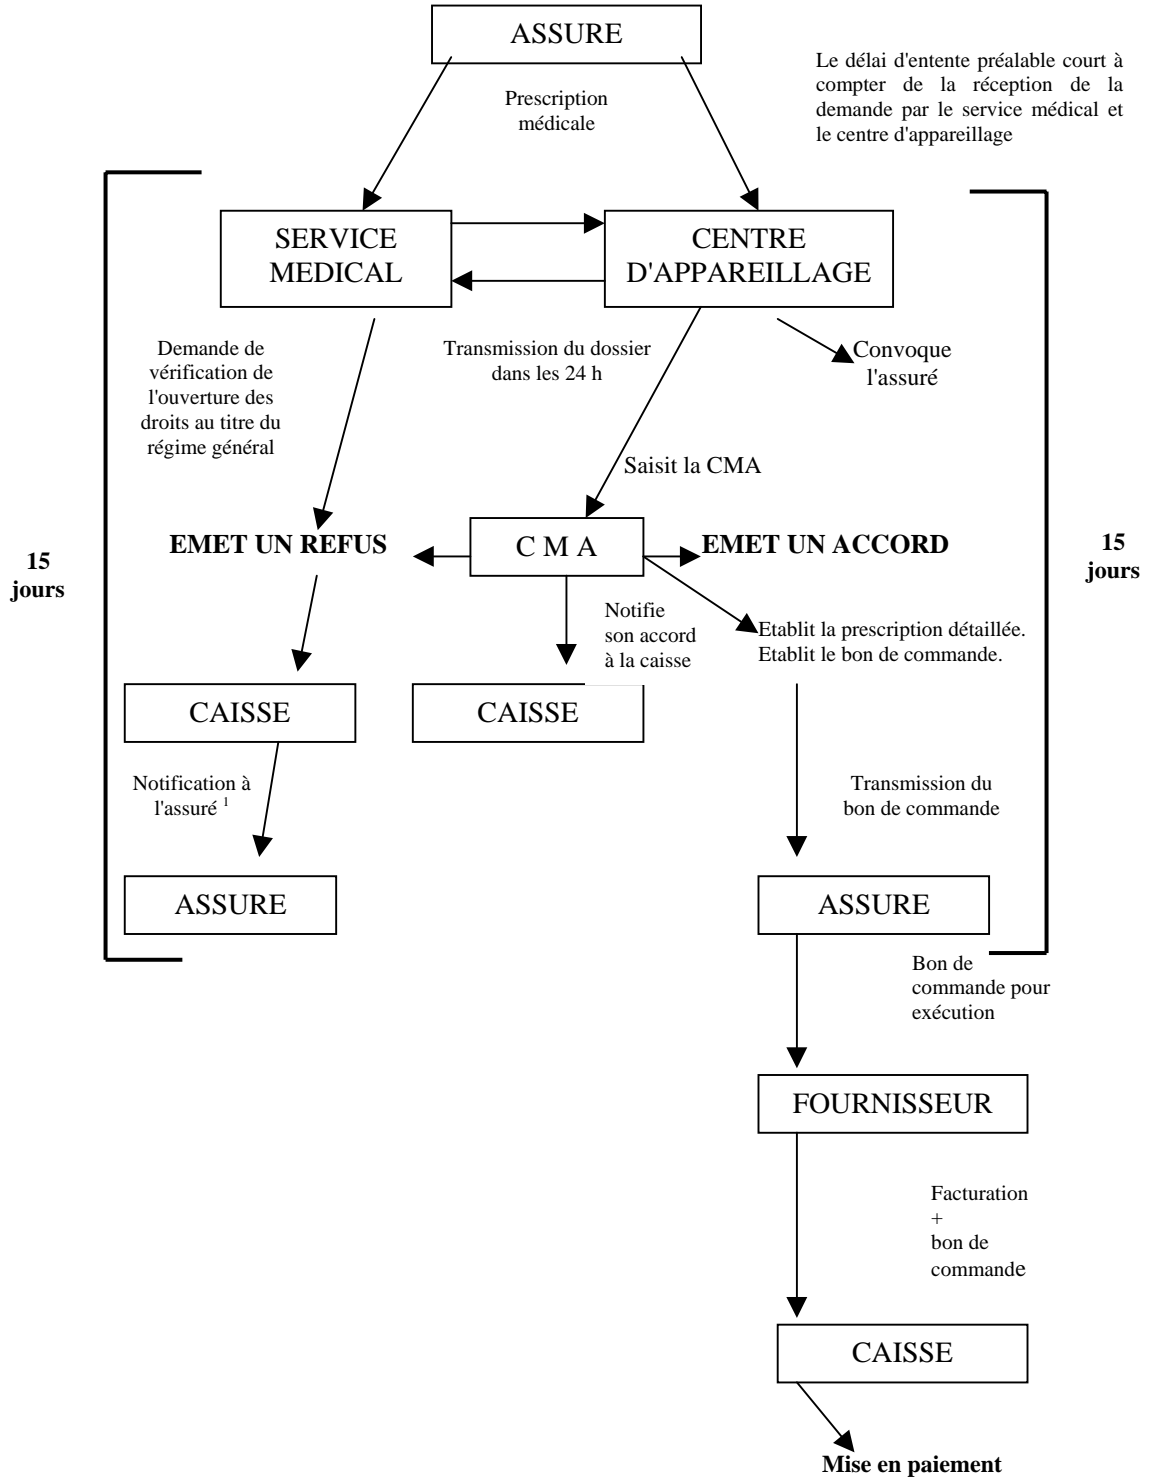 ASSURE
Le délai d'entente préalable court à
compter de la réception de la
demande par le service médical et
le centre d'appareillage
Prescription
médicale
SERVICE
MEDICAL
CENTRE
D'APPAREILLAGE
Demande de
vérification de
l'ouverture des
droits au titre du
régime général
Transmission du dossier
dans les 24 h
Convoque
l'assuré
Saisit la CMA
EMET UN REFUS
C M A
EMET UN ACCORD
15
jours
15
jours
Notifie
son accord
à la caisse
Etablit la prescription détaillée.
Etablit le bon de commande.
CAISSE
CAISSE
Notification à
l'assuré 1
Transmission du
bon de commande
ASSURE
ASSURE
Bon de
commande pour
exécution
FOURNISSEUR
Facturation
+
bon de
commande
CAISSE
Mise en paiement